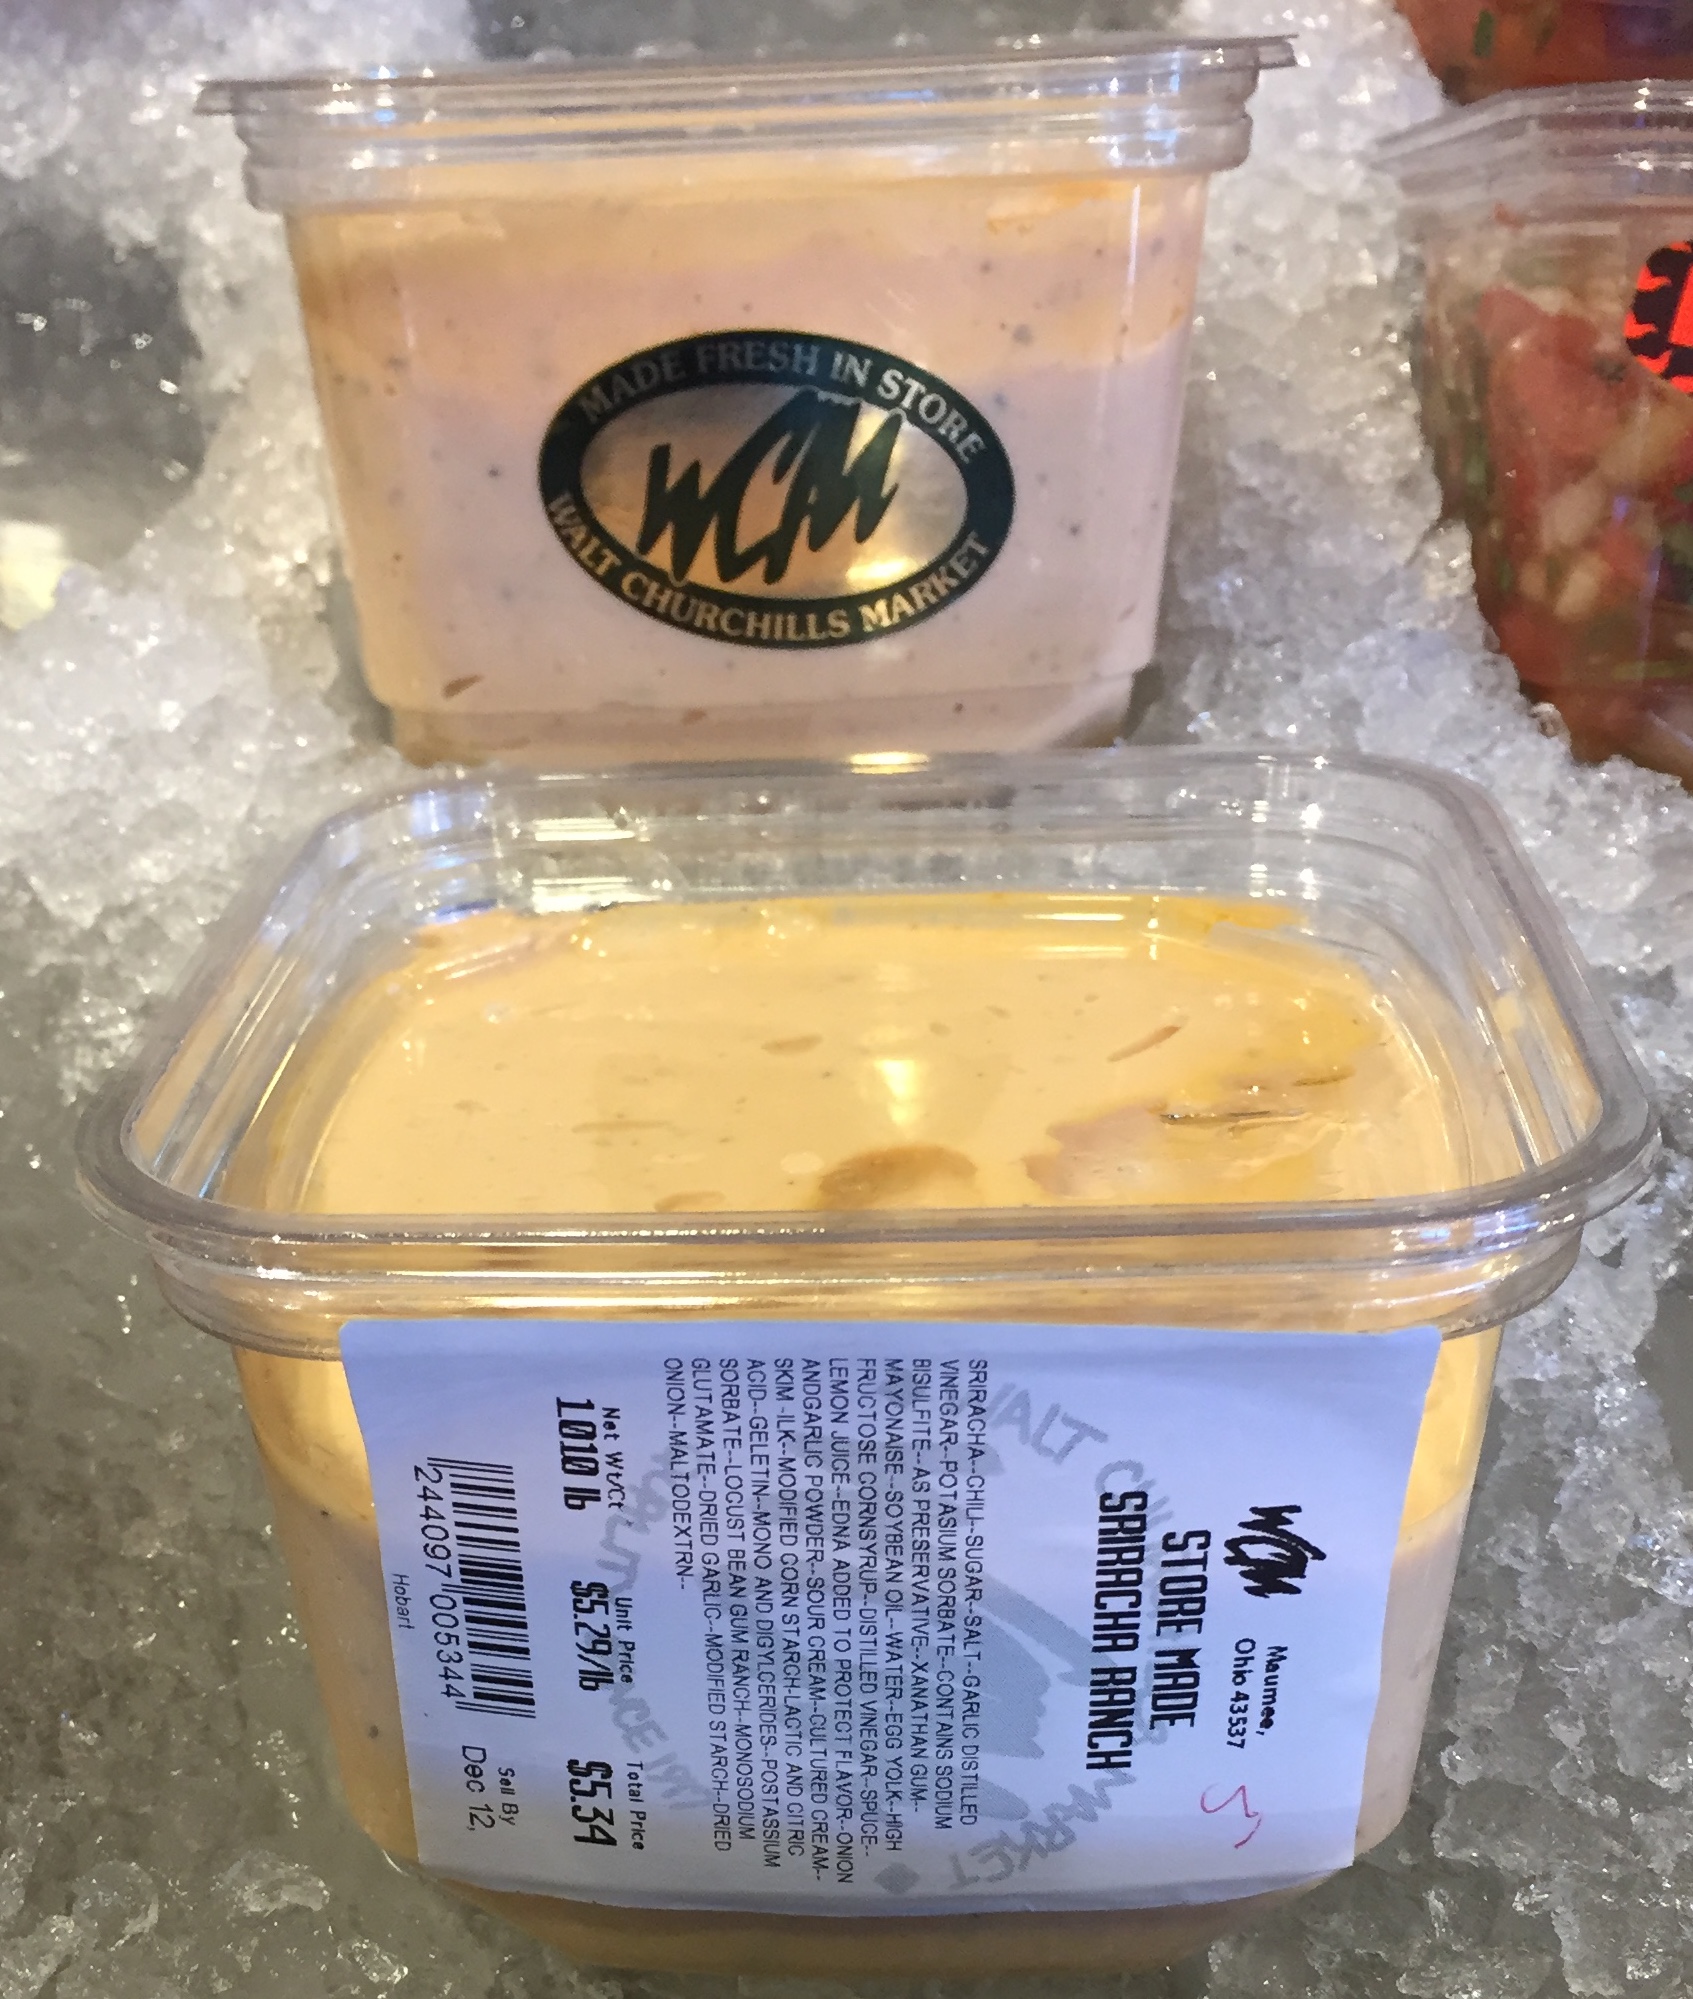 MADE FRESH IN STORE
WCM
WALT CHURCHILLS MARKET
WCM
Maumee,
Ohio 43537
STORE MADE
SRIRACHA RANCH
SRIRACHA--CHILI--SUGAR--SALT--GARLIC DISTILLED
VINEGAR--POTASIUM SORBATE--CONTAINS SODIUM
BISULFITE--AS PRESERVATIVE--XANATHAN GUM--
MAYONAISE--SOYBEAN OIL--WATER--EGG YOLK--HIGH
FRUCTOSE CORNSYRUP--DISTILLED VINEGAR--SPUCE--
LEMON JUICE--EDNA ADDED TO PROTECT FLAVOR--ONION
ANDGARLIC POWDER--SOUR CREAM--CULTURED CREAM--
SKIM -ILK--MODIFIED CORN STARCH-LACTIC AND CITRIC
ACID--GELETIN--MONO AND DIGYLCERIDES--POSTASSIUM
SORBATE--LOCUST BEAN GUM RANCH--MONOSODIUM
GLUTAMATE--DRIED GARLIC--MODIFIED STARCH--DRIED
ONION--MALTODEXTRN--
Net Wt/Ct Unit Price Total Price
1.010 lb $5.29/lb $5.34
Sell By
Dec 12,
244097 005344
Hobart